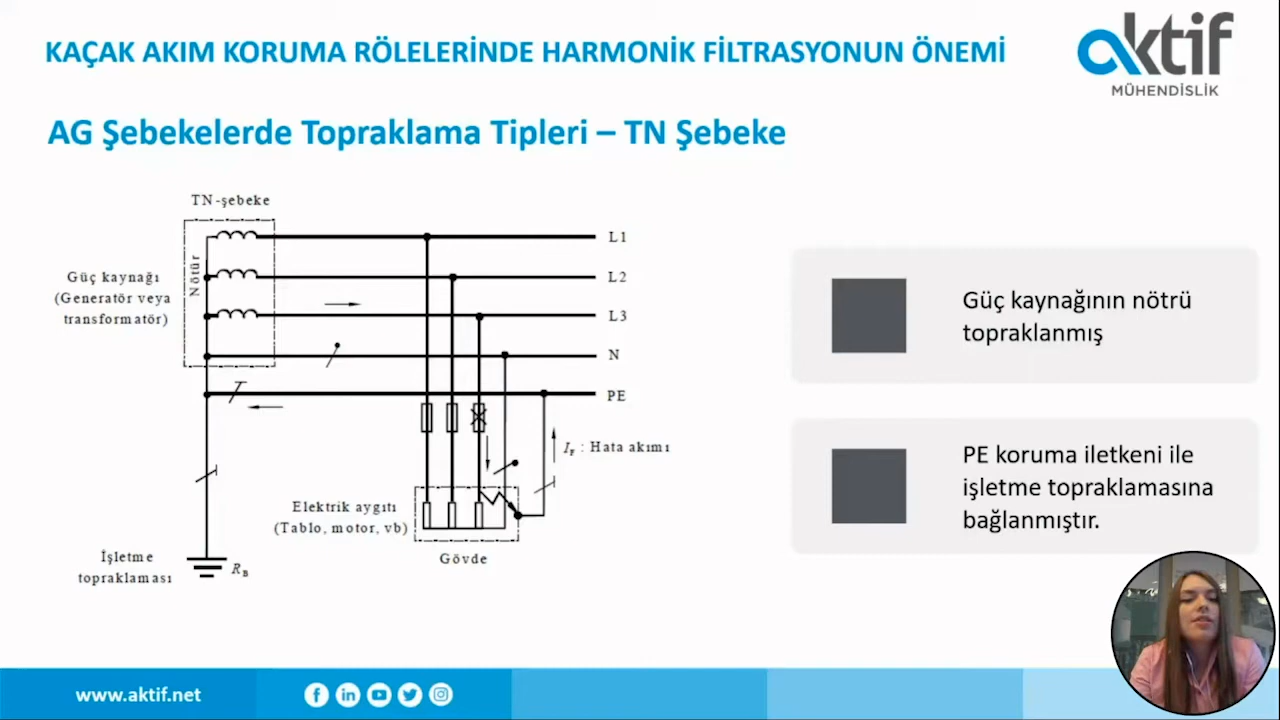 KAÇAK AKIM KORUMA RÖLELERİNDE HARMONİK FİLTRASYONUN ÖNEMİ
aktif
MÜHENDİSLİK
AG Şebekelerde Topraklama Tipleri – TN Şebeke
TN-şebeke
Nötür
Güç kaynağı
(Generatör veya
transformatör)
L1
L2
L3
N
PE
I_F : Hata akımı
Elektrik aygıtı
(Tablo, motor, vb)
Gövde
İşletme
topraklaması
R_B
Güç kaynağının nötrü
topraklanmış
PE koruma iletkeni ile
işletme topraklamasına
bağlanmıştır.
www.aktif.net